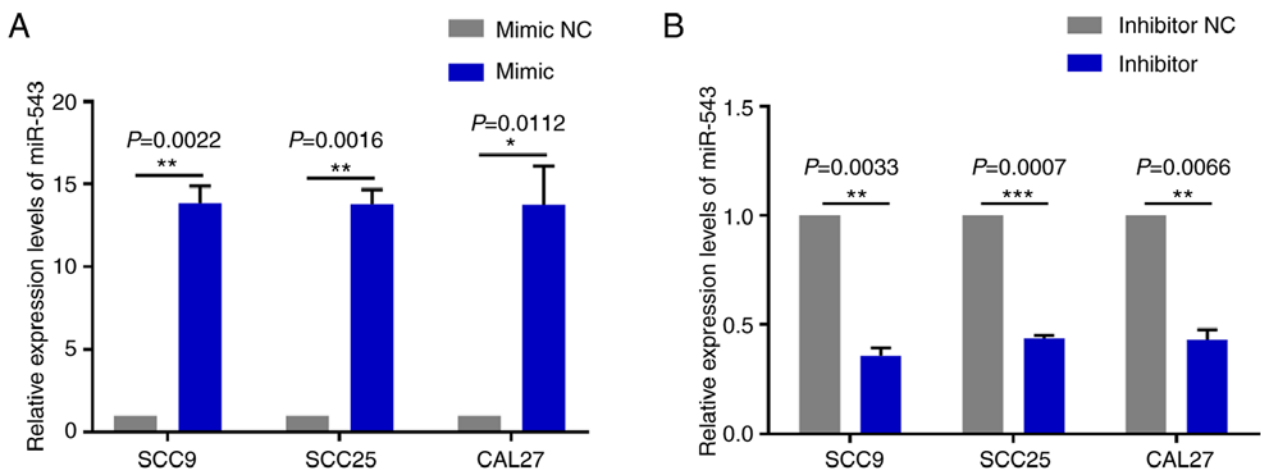 A
Mimic NC
Mimic
Relative expression levels of miR-543
20
15
10
5
0
P=0.0022
**
P=0.0016
**
P=0.0112
*
SCC9
SCC25
CAL27
B
Inhibitor NC
Inhibitor
Relative expression levels of miR-543
1.5
1.0
0.5
0.0
P=0.0033
**
P=0.0007
***
P=0.0066
**
SCC9
SCC25
CAL27